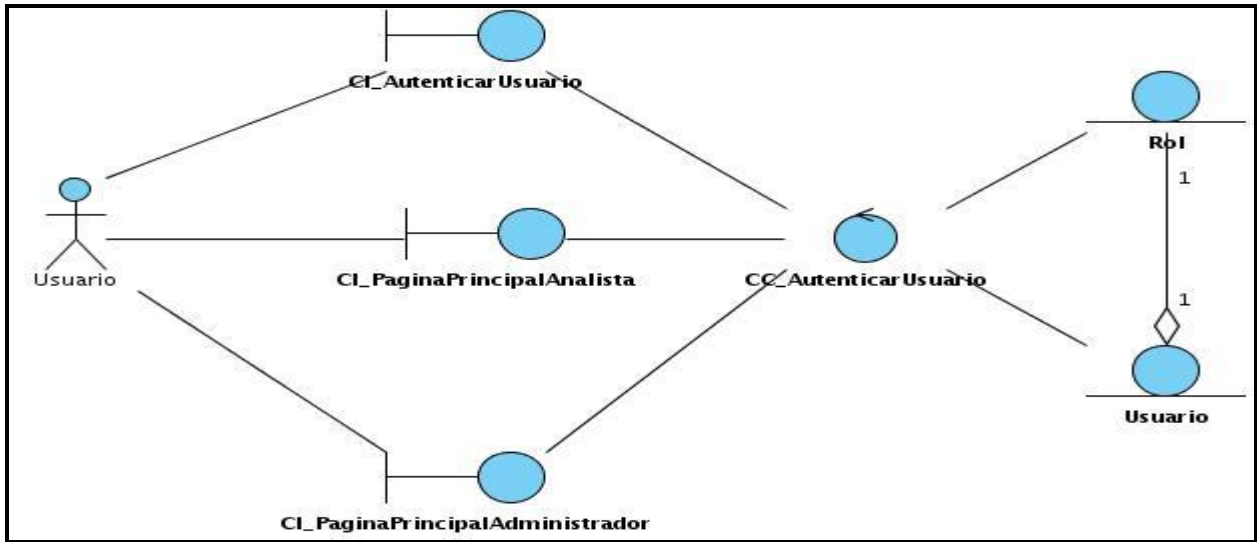 CI_AutenticarUsuario
Rol
1
Usuario
CI_PaginaPrincipalAnalista
CC_AutenticarUsuario
1
Usuario
CI_PaginaPrincipalAdministrador